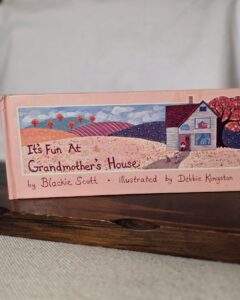 It's Fun At
Grandmother's House
by Blackie Scott • illustrated by Debbie Kingston